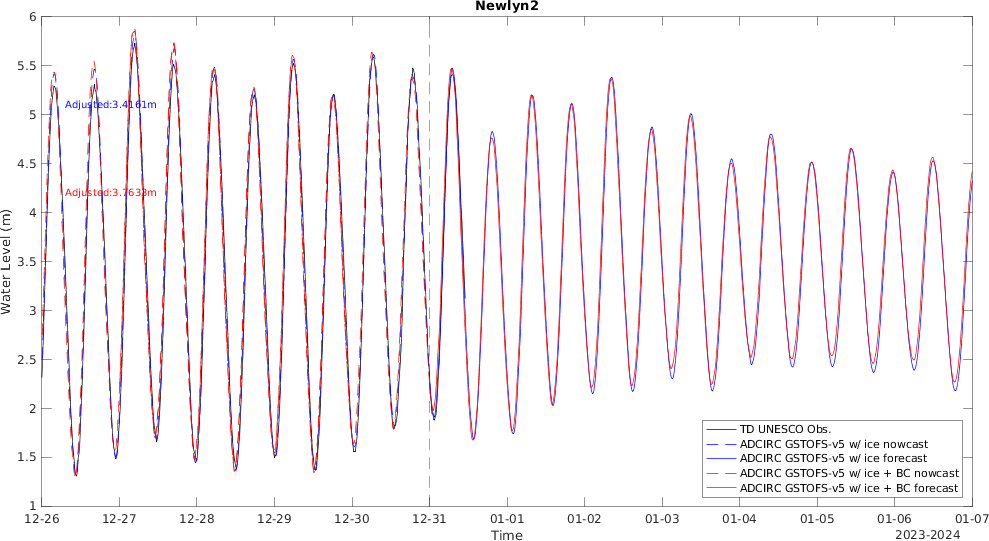 Newlyn2
6
5.5
5
4.5
4
3.5
3
2.5
2
1.5
1
Water Level (m)
Adjusted:3.4161m
Adjusted:3.7633m
TD UNESCO Obs.
ADCIRC GSTOFS-v5 w/ ice nowcast
ADCIRC GSTOFS-v5 w/ ice forecast
ADCIRC GSTOFS-v5 w/ ice + BC nowcast
ADCIRC GSTOFS-v5 w/ ice + BC forecast
12-26 12-27 12-28 12-29 12-30 12-31 01-01 01-02 01-03 01-04 01-05 01-06 01-07
Time
2023-2024